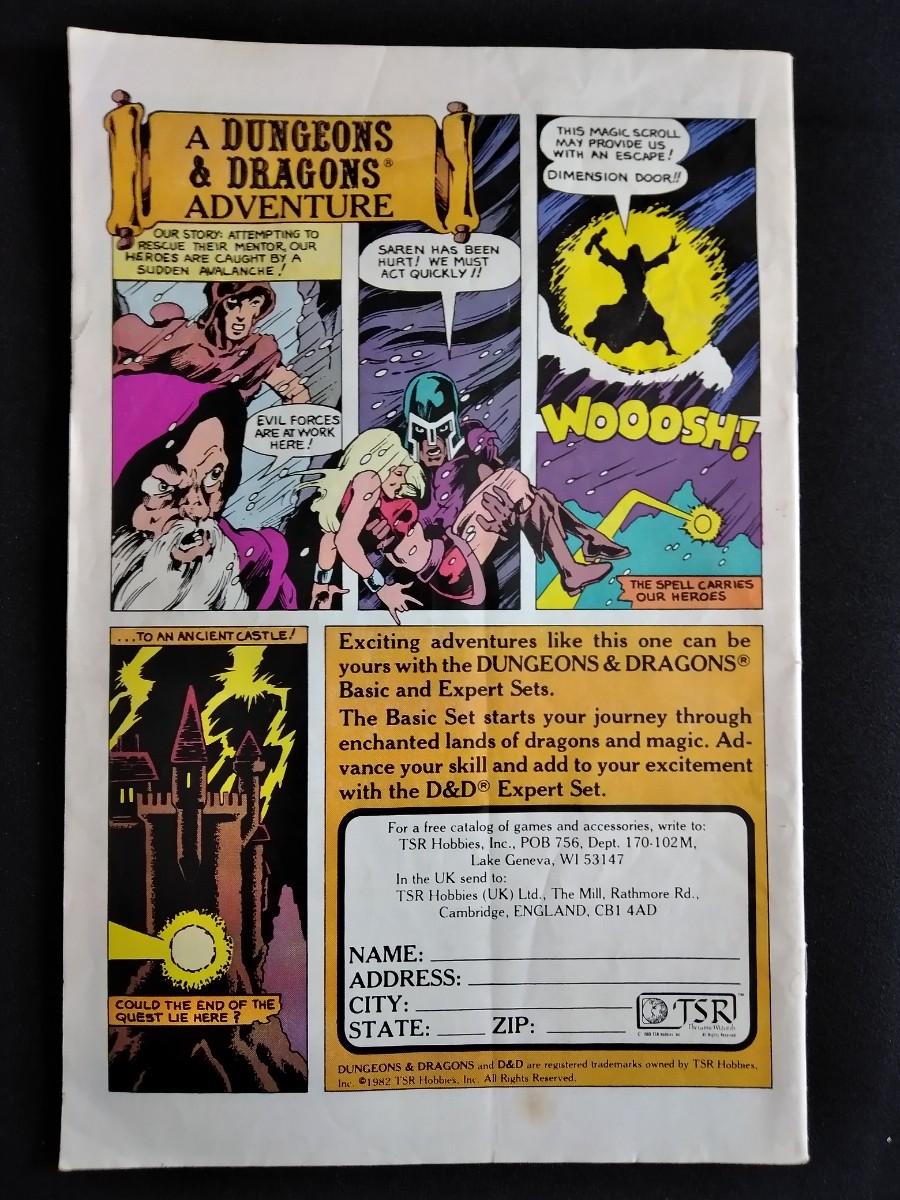 A DUNGEONS
& DRAGONS®
ADVENTURE
OUR STORY: ATTEMPTING TO
RESCUE THEIR MENTOR, OUR
HEROES ARE CAUGHT BY A
SUDDEN AVALANCHE!
EVIL FORCES
ARE AT WORK
HERE!
SAREN HAS BEEN
HURT! WE MUST
ACT QUICKLY!!
THIS MAGIC SCROLL
MAY PROVIDE US
WITH AN ESCAPE!
DIMENSION DOOR!!
WOOOSH!
THE SPELL CARRIES
OUR HEROES
...TO AN ANCIENT CASTLE!
COULD THE END OF THE
QUEST LIE HERE?
Exciting adventures like this one can be
yours with the DUNGEONS & DRAGONS®
Basic and Expert Sets.
The Basic Set starts your journey through
enchanted lands of dragons and magic. Ad-
vance your skill and add to your excitement
with the D&D® Expert Set.
For a free catalog of games and accessories, write to:
TSR Hobbies, Inc., POB 756, Dept. 170-102M,
Lake Geneva, WI 53147
In the UK send to:
TSR Hobbies (UK) Ltd., The Mill, Rathmore Rd.,
Cambridge, ENGLAND, CB1 4AD
NAME:
ADDRESS:
CITY:
STATE: ZIP:
TSR™
The Game Wizards
All Rights Reserved
DUNGEONS & DRAGONS and D&D are registered trademarks owned by TSR Hobbies,
Inc. ©1982 TSR Hobbies, Inc. All Rights Reserved.